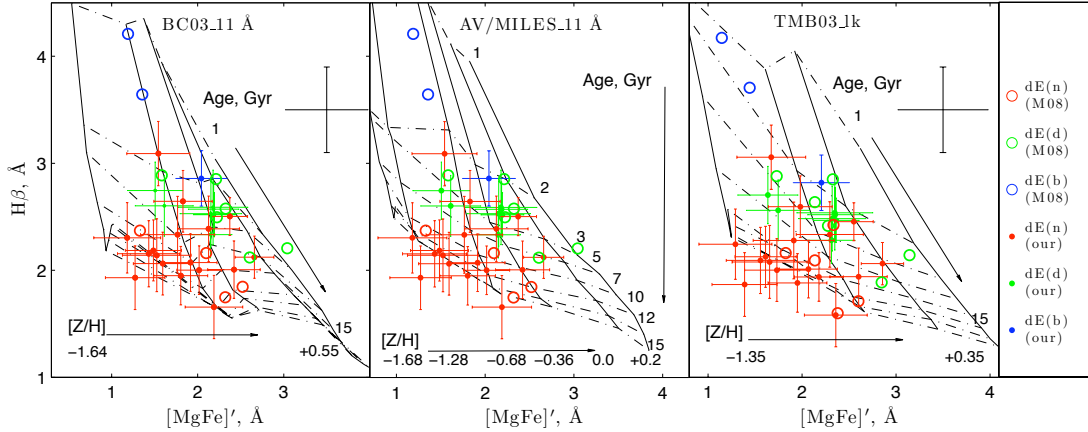 BC03_11 Å
AV/MILES_11 Å
TMB03_1k
Hβ, Å
4
3
2
1
Age, Gyr
1
15
[Z/H]
−1.64
+0.55
1
2
3
4
[MgFe]′, Å
Age, Gyr
1
2
3
5
7
10
12
15
[Z/H]
−1.68
−1.28
−0.68
−0.36
0.0
+0.2
1
2
3
4
[MgFe]′, Å
Age, Gyr
1
15
[Z/H]
−1.35
+0.35
1
2
3
4
[MgFe]′, Å
dE(n)
(M08)
dE(d)
(M08)
dE(b)
(M08)
dE(n)
(our)
dE(d)
(our)
dE(b)
(our)